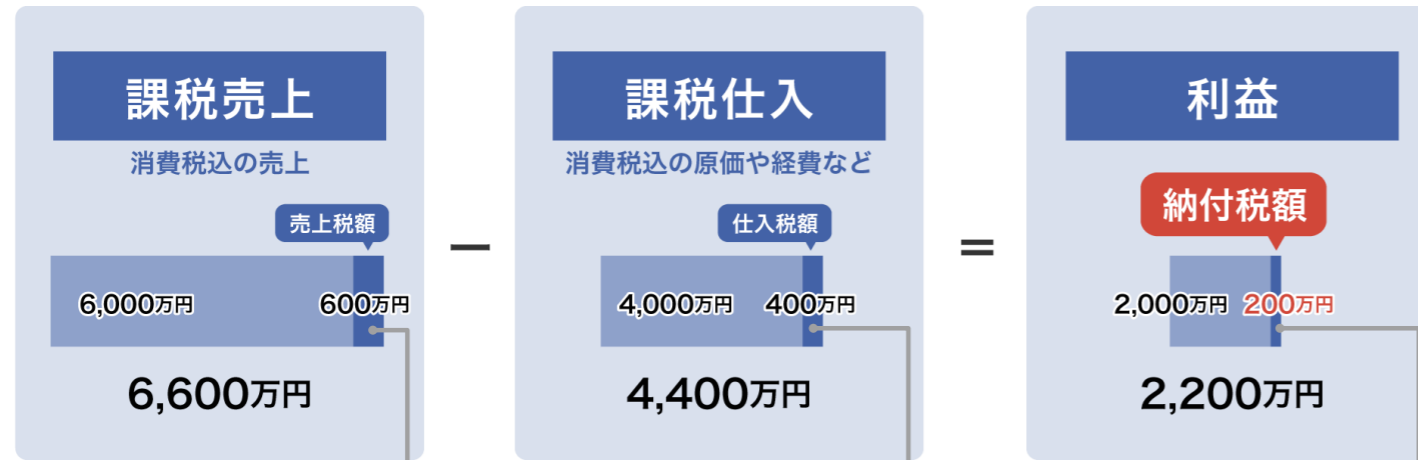 課税売上
消費税込の売上
売上税額
6,000万円 600万円
6,600万円
－
課税仕入
消費税込の原価や経費など
仕入税額
4,000万円 400万円
4,400万円
＝
利益
納付税額
2,000万円 200万円
2,200万円